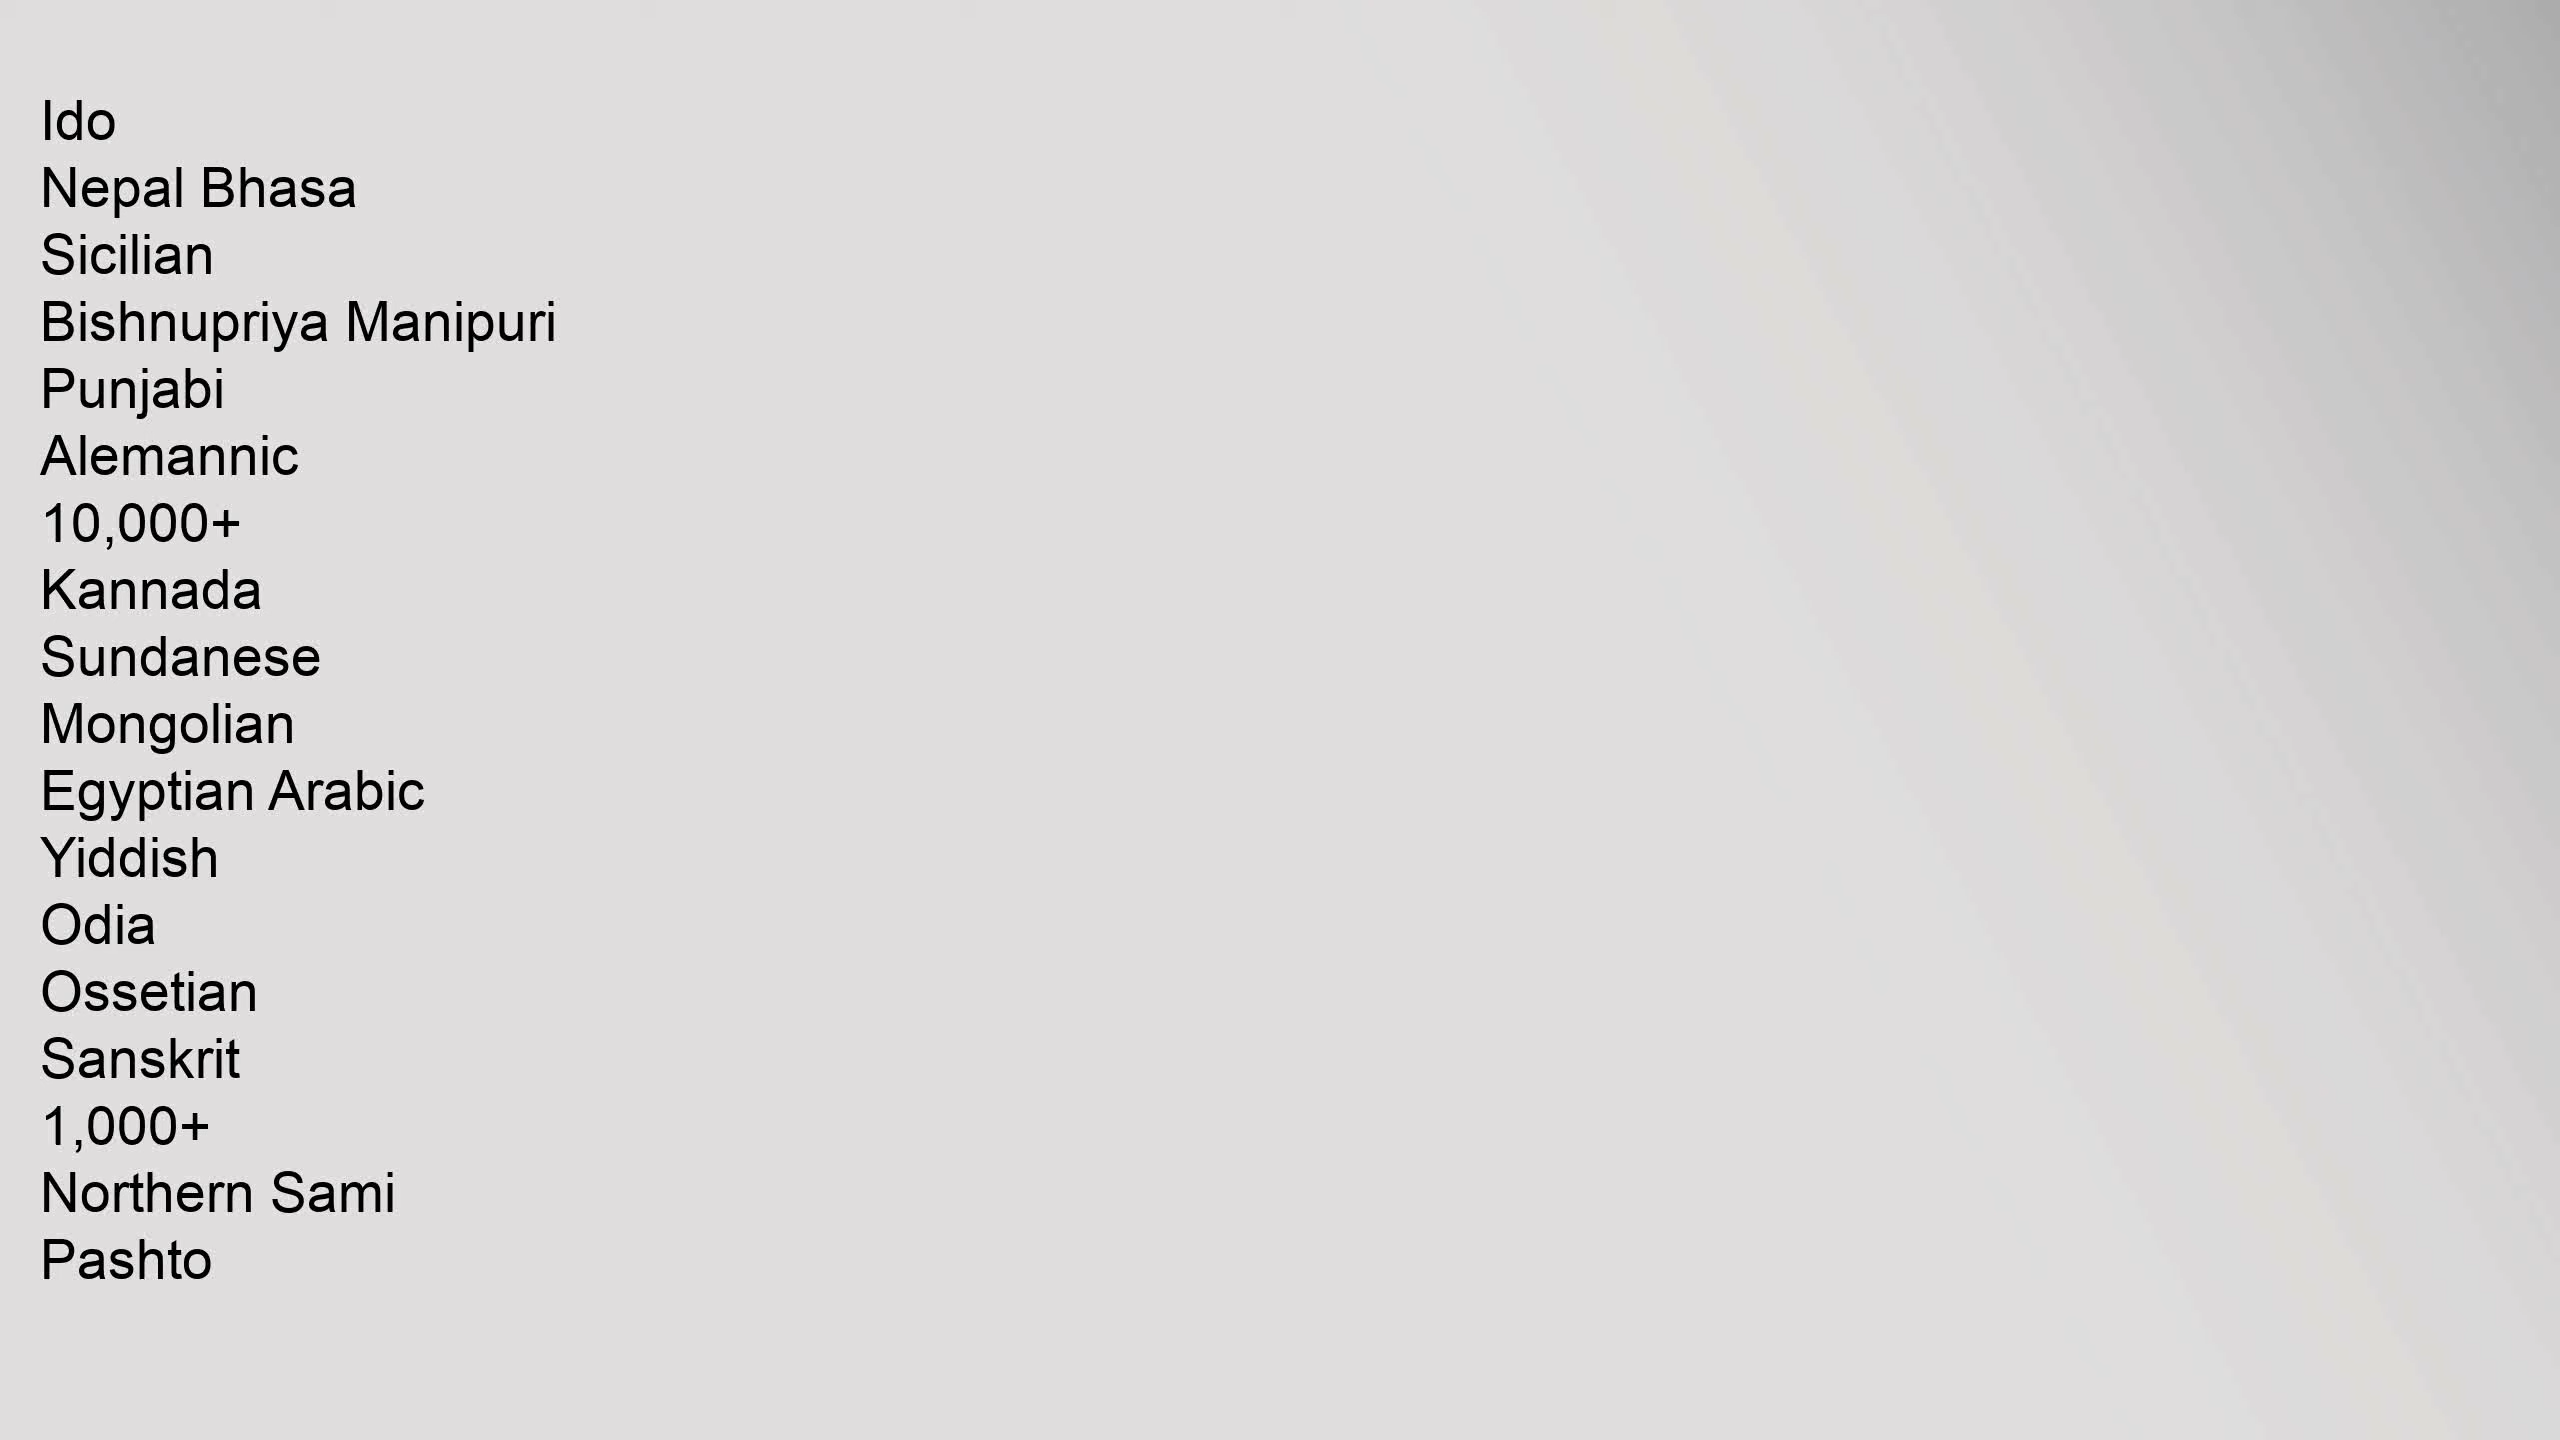 Ido
Nepal Bhasa
Sicilian
Bishnupriya Manipuri
Punjabi
Alemannic
10,000+
Kannada
Sundanese
Mongolian
Egyptian Arabic
Yiddish
Odia
Ossetian
Sanskrit
1,000+
Northern Sami
Pashto